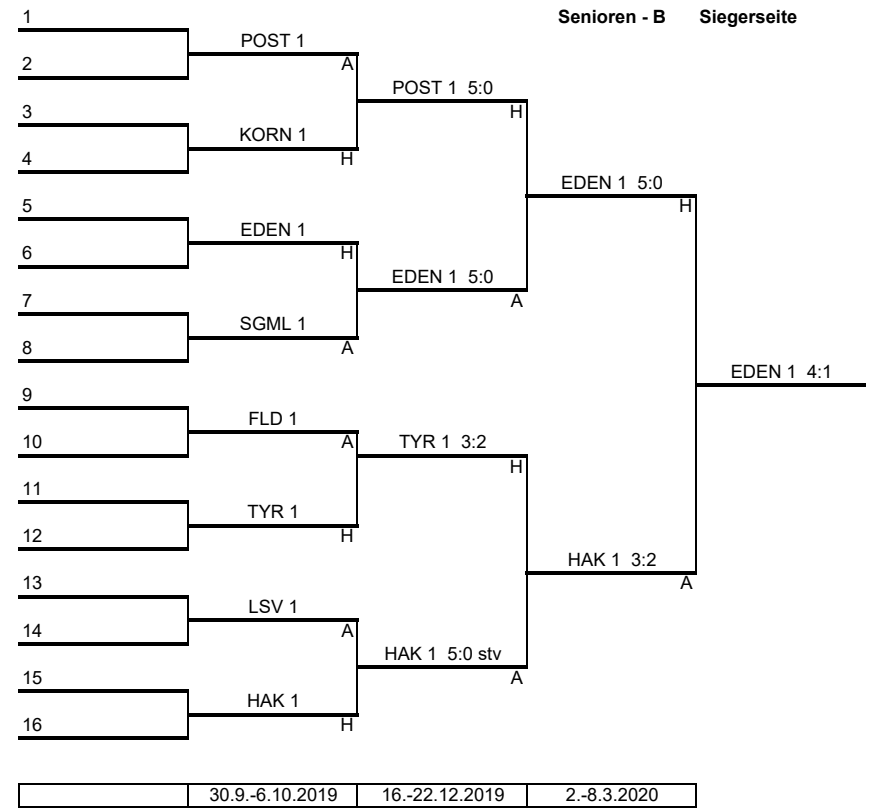 1
Senioren - B Siegerseite
POST 1
2
A
POST 1 5:0
3
H
KORN 1
4
H
EDEN 1 5:0
5
H
EDEN 1
6
H
EDEN 1 5:0
7
A
SGML 1
8
A
EDEN 1 4:1
9
FLD 1
10
A
TYR 1 3:2
H
11
TYR 1
12
H
HAK 1 3:2
13
A
LSV 1
14
A
HAK 1 5:0 stv
15
A
HAK 1
16
H
30.9.-6.10.2019 16.-22.12.2019 2.-8.3.2020